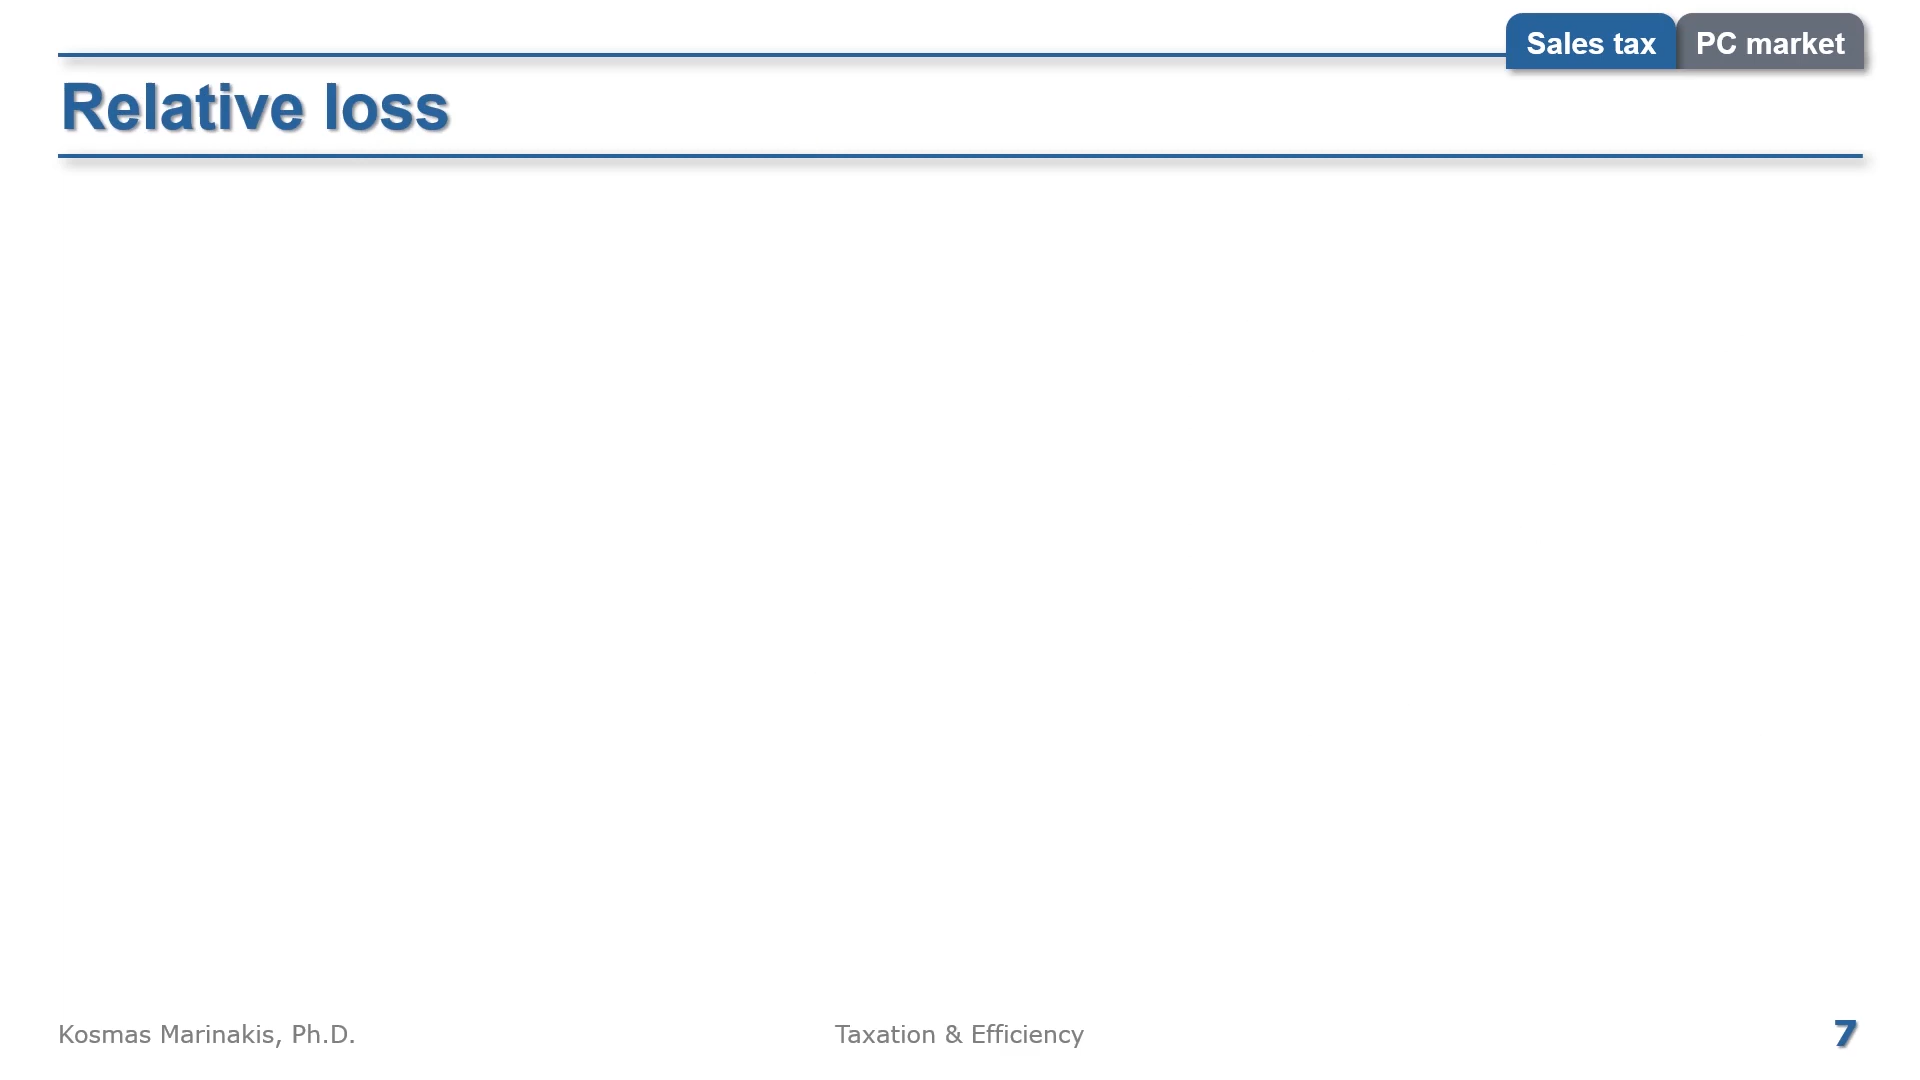 Sales tax
PC market
Relative loss
Kosmas Marinakis, Ph.D.
Taxation & Efficiency
7